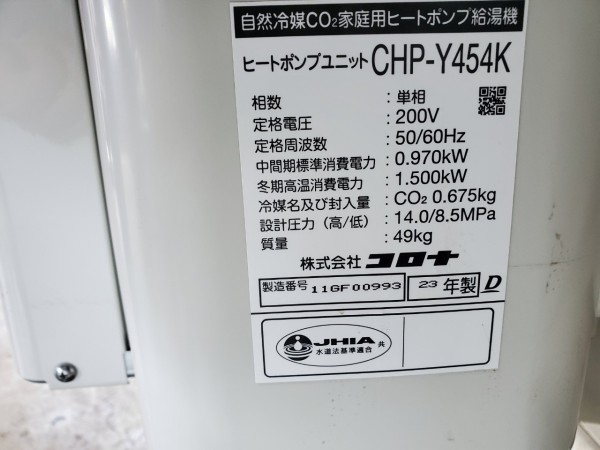 自然冷媒CO₂家庭用ヒートポンプ給湯機
ヒートポンプユニット CHP-Y454K
相数 : 単相
定格電圧 : 200V
定格周波数 : 50/60Hz
中間期標準消費電力 : 0.970kW
冬期高温消費電力 : 1.500kW
冷媒名及び封入量 : CO₂ 0.675kg
設計圧力（高/低） : 14.0/8.5MPa
質量 : 49kg
株式会社 コロナ
製造番号 11GF00993 23 年製 D
JHIA 共
水道法基準適合